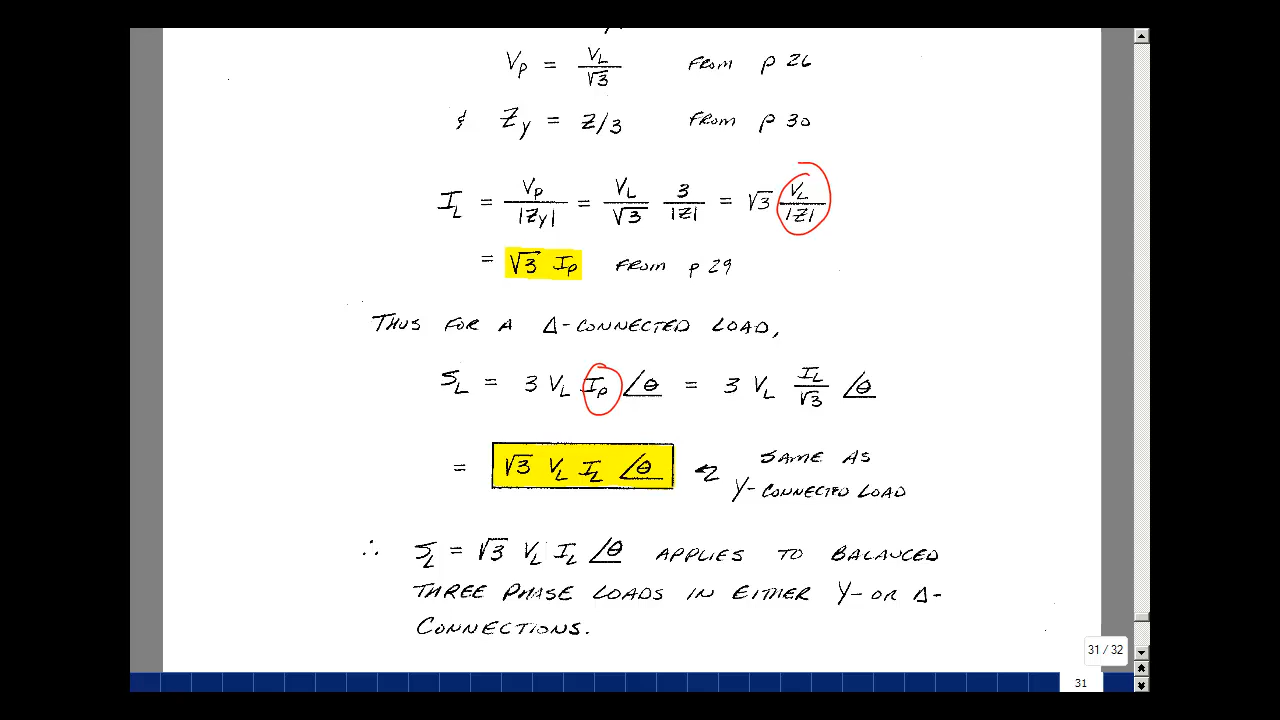 Vp = VL/√3 FROM p 26
& Zy = Z/3 FROM p 30
IL = Vp/|Zy| = VL/√3 3/|Z| = √3 VL/|Z|
= √3 Ip FROM p 29
THUS FOR A Δ-CONNECTED LOAD,
SL = 3 VL Ip ∠θ = 3 VL IL/√3 ∠θ
= √3 VL IL ∠θ ← SAME AS
Y-CONNECTED LOAD
∴ SL = √3 VL IL ∠θ APPLIES TO BALANCED
THREE PHASE LOADS IN EITHER Y- OR Δ-
CONNECTIONS.
31 / 32
31